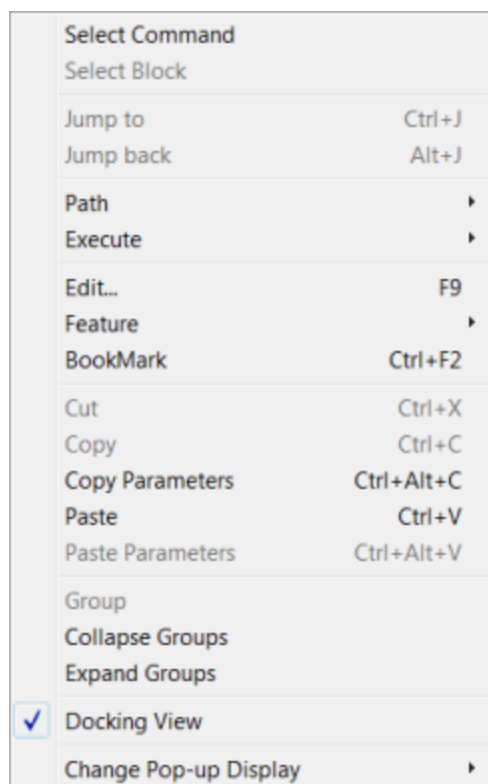 Select Command
Select Block
Jump to Ctrl+J
Jump back Alt+J
Path
Execute
Edit... F9
Feature
BookMark Ctrl+F2
Cut Ctrl+X
Copy Ctrl+C
Copy Parameters Ctrl+Alt+C
Paste Ctrl+V
Paste Parameters Ctrl+Alt+V
Group
Collapse Groups
Expand Groups
Docking View
Change Pop-up Display